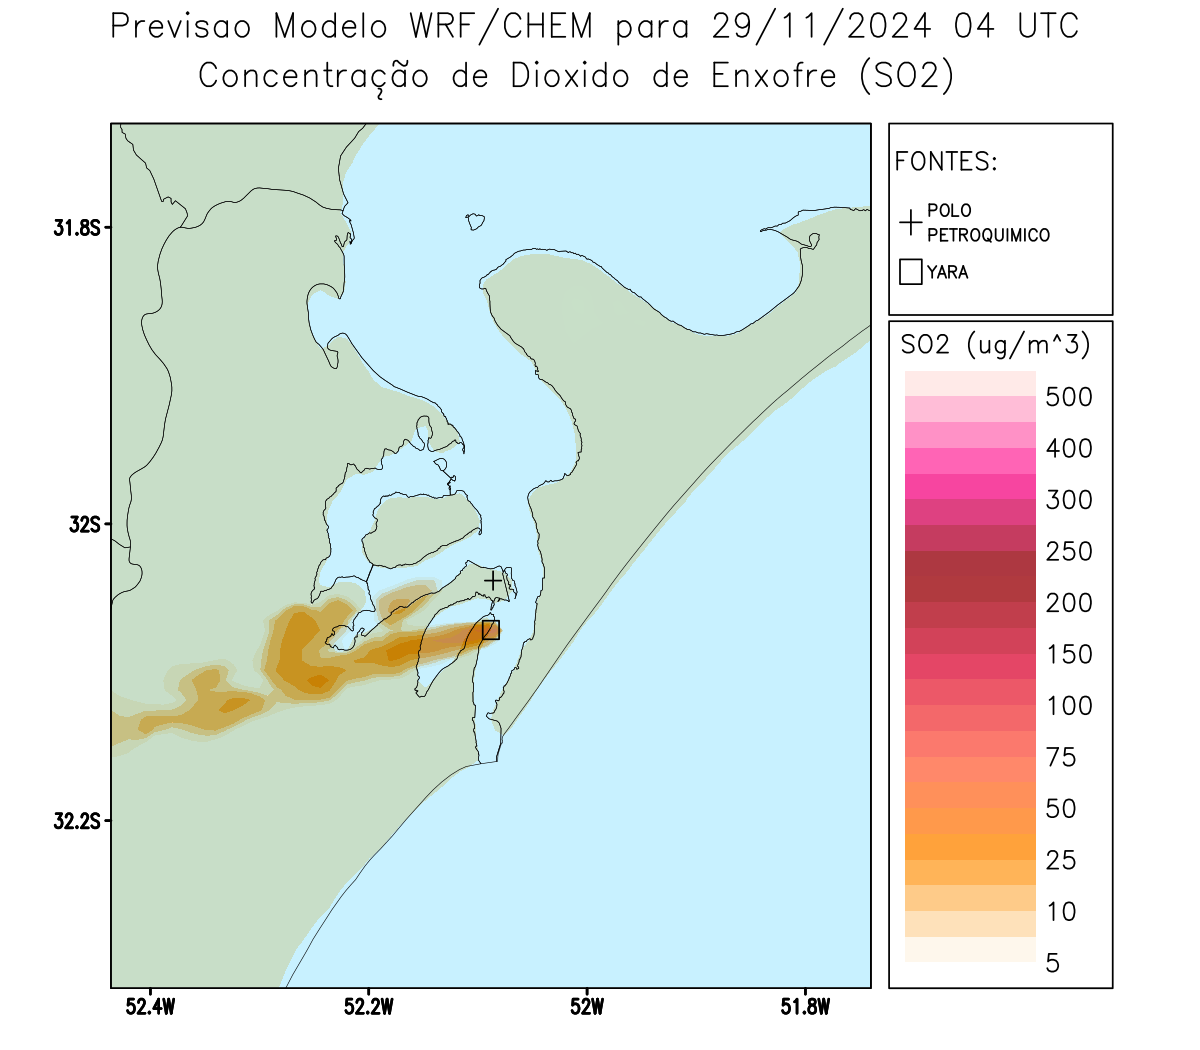 Previsao Modelo WRF/CHEM para 29/11/2024 04 UTC
Concentração de Dioxido de Enxofre (SO2)
FONTES:
POLO
PETROQUIMICO
YARA
SO2 (ug/m^3)
500
400
300
250
200
150
100
75
50
25
10
5
31.8S
32S
32.2S
52.4W
52.2W
52W
51.8W